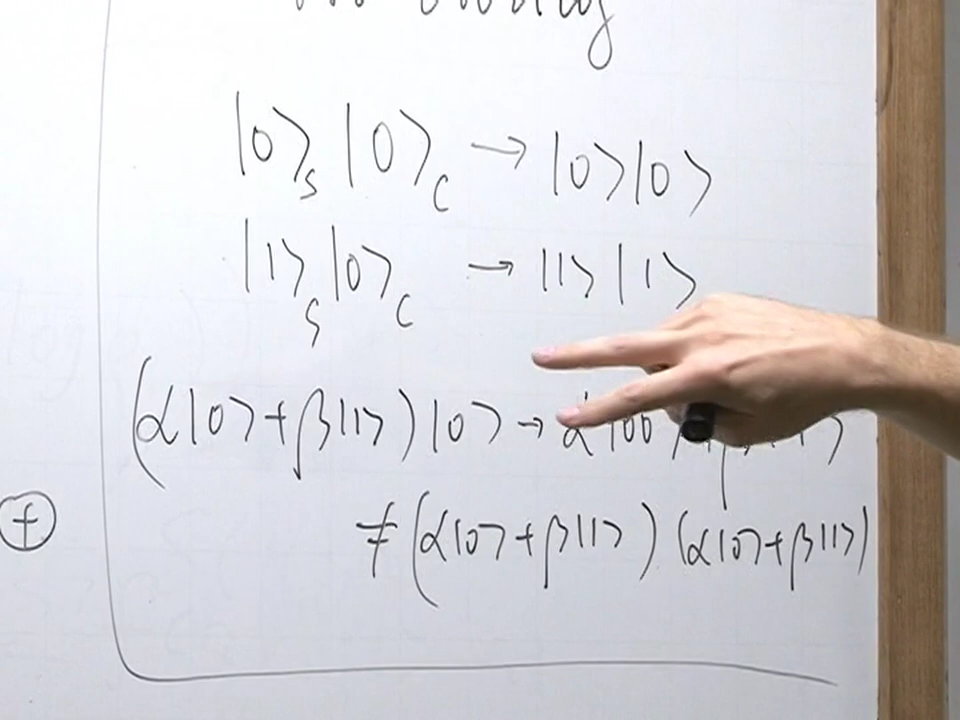 |0⟩_S |0⟩_C → |0⟩|0⟩
|1⟩_S |0⟩_C → |1⟩|1⟩
(α|0⟩+β|1⟩)|0⟩ → α|00
≠ (α|0⟩+β|1⟩) (α|0⟩+β|1⟩)
+